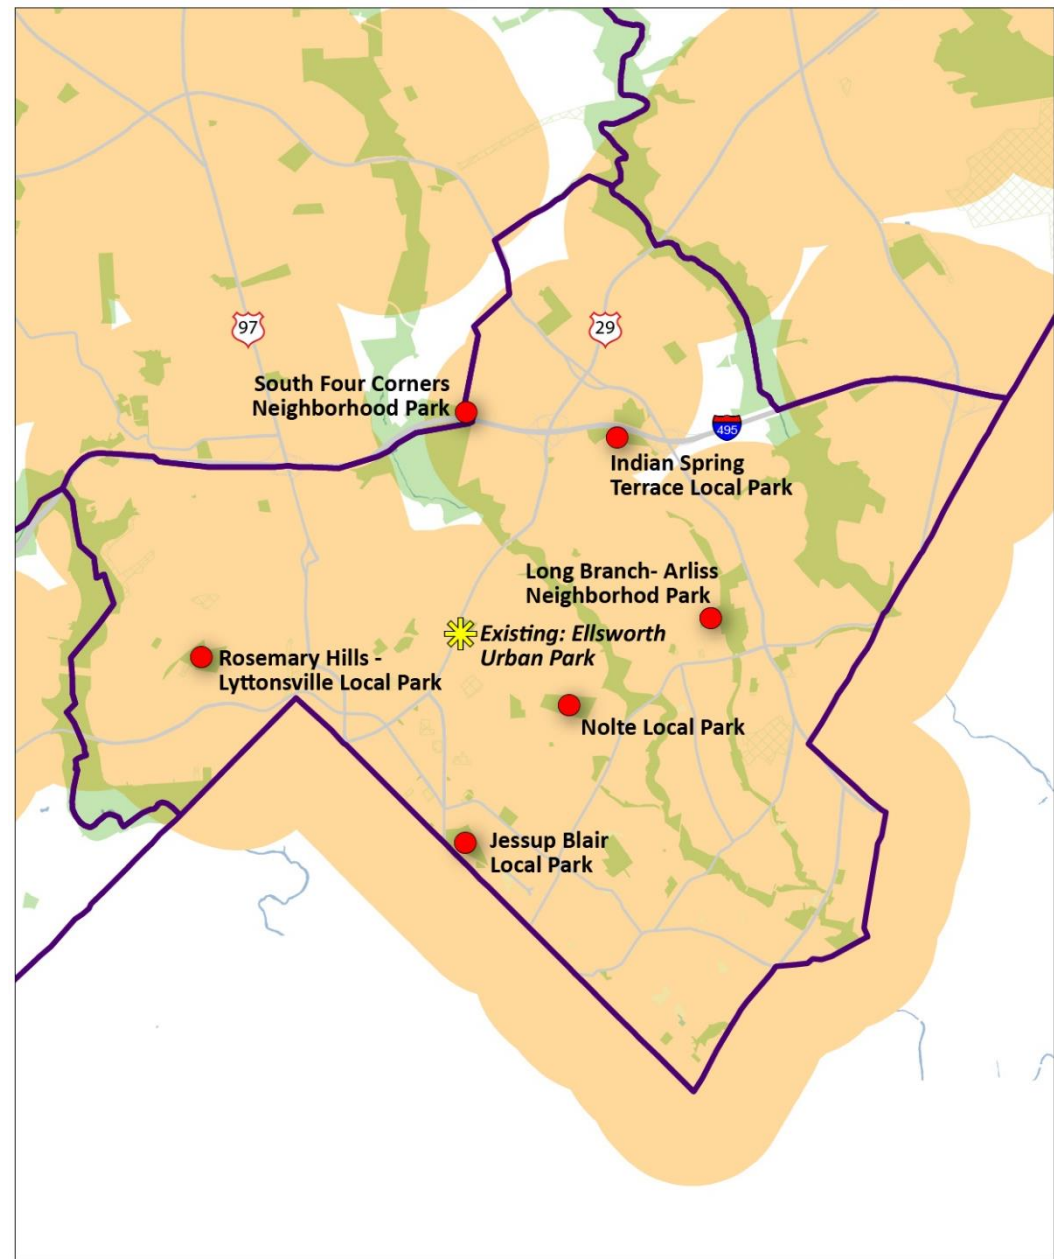 97
29
South Four Corners
Neighborhood Park
495
Indian Spring
Terrace Local Park
Long Branch- Arliss
Neighborhod Park
Existing: Ellsworth
Urban Park
Rosemary Hills -
Lyttonsville Local Park
Nolte Local Park
Jessup Blair
Local Park